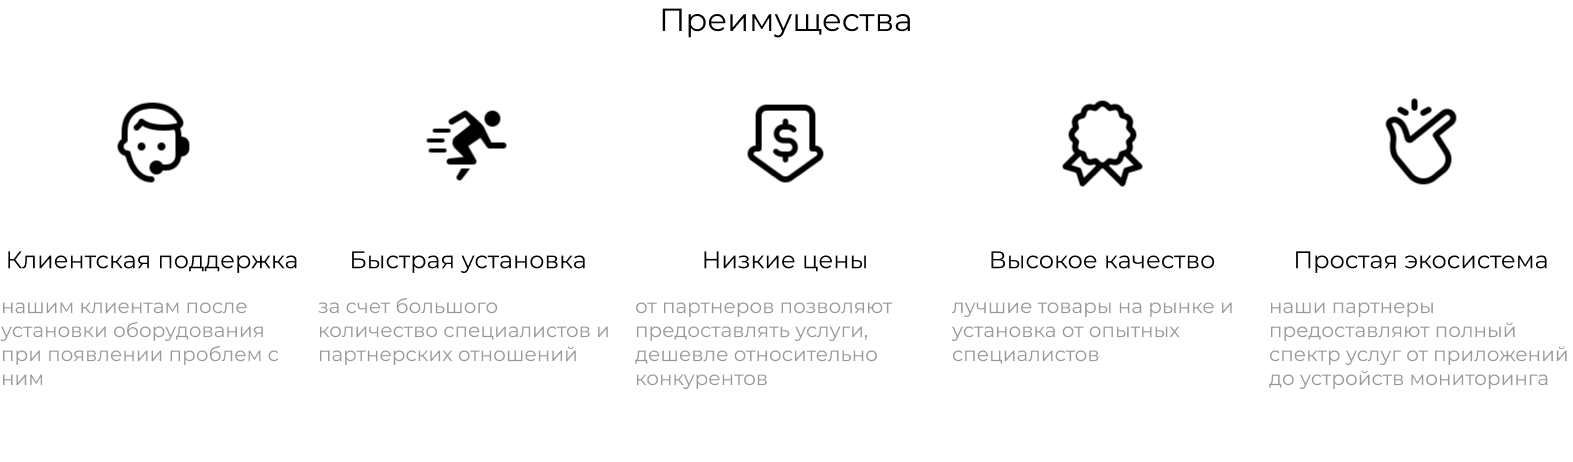 Преимущества
Клиентская поддержка
нашим клиентам после
установки оборудования
при появлении проблем с
ним
Быстрая установка
за счет большого
количество специалистов и
партнерских отношений
Низкие цены
от партнеров позволяют
предоставлять услуги,
дешевле относительно
конкурентов
Высокое качество
лучшие товары на рынке и
установка от опытных
специалистов
Простая экосистема
наши партнеры
предоставляют полный
спектр услуг от приложений
до устройств мониторинга